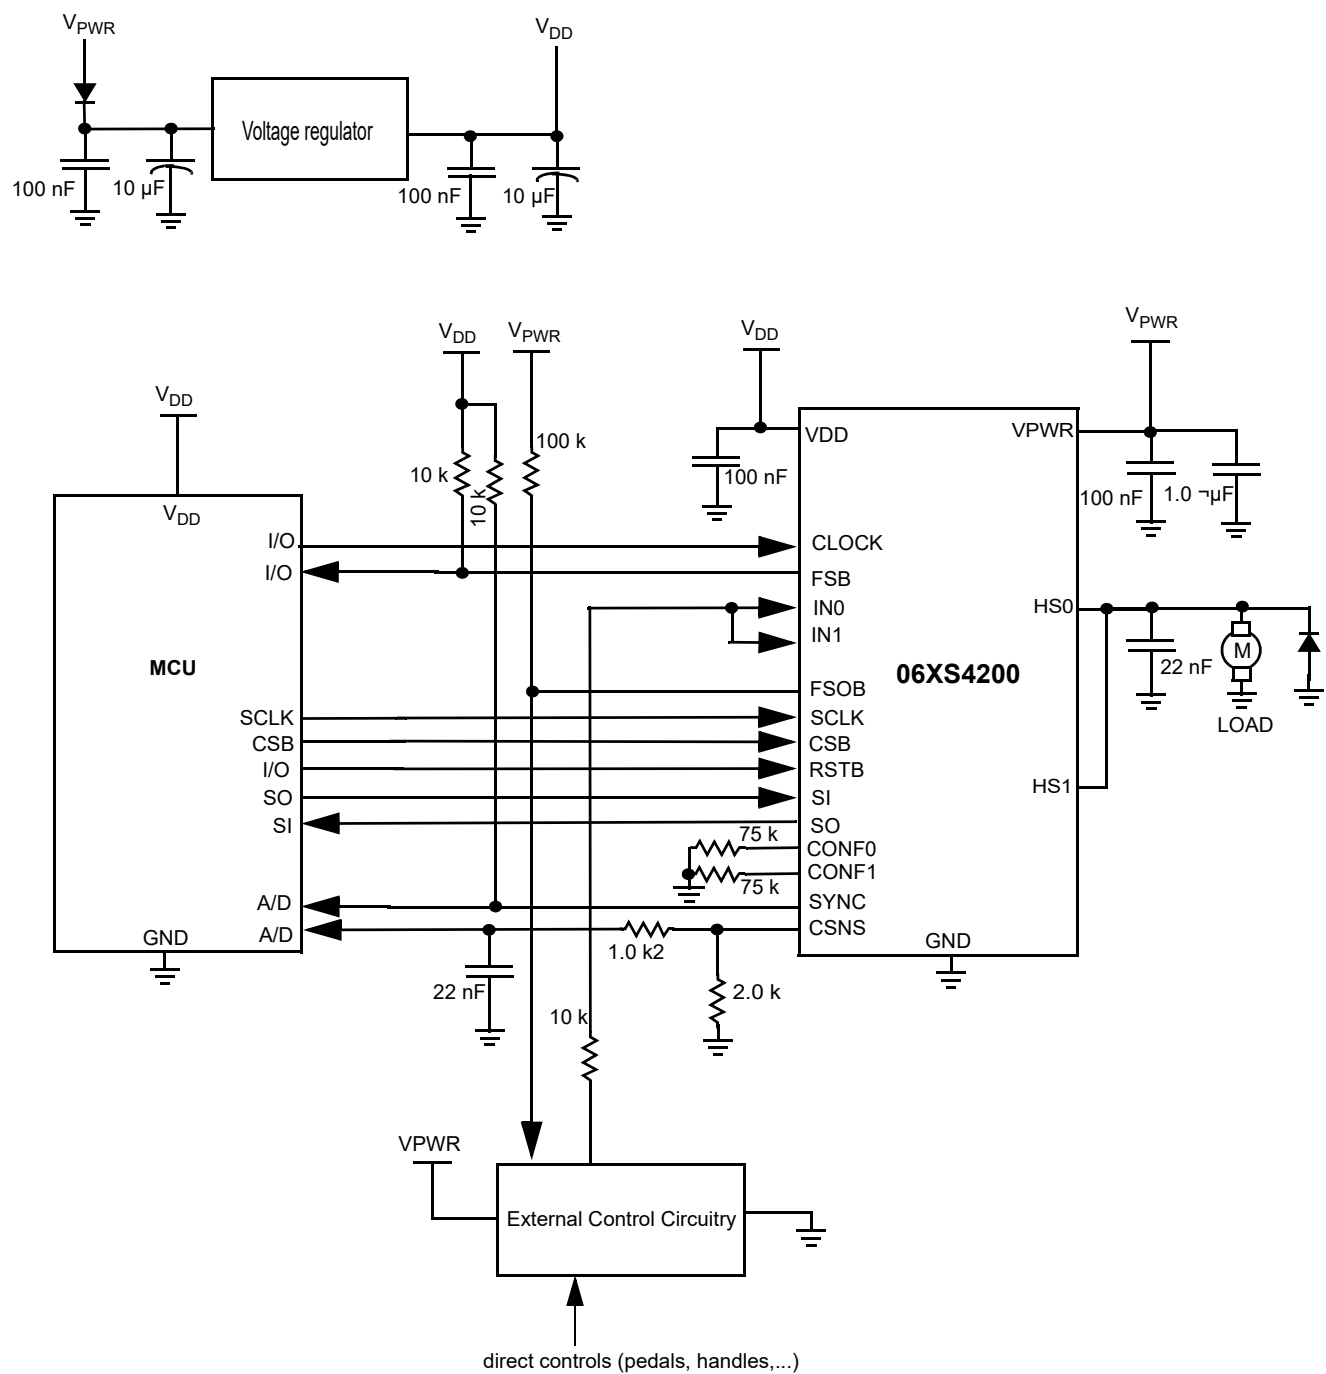 VPWR
VDD
Voltage regulator
100 nF
10 µF
100 nF
10 µF
VDD
VPWR
VDD
VPWR
VDD
100 k
10 k
10 k
VDD
VPWR
100 nF
100 nF
1.0 ¬µF
VDD
I/O
CLOCK
I/O
FSB
IN0
HS0
IN1
MCU
06XS4200
22 nF
M
LOAD
FSOB
SCLK
SCLK
CSB
CSB
I/O
RSTB
HS1
SO
SI
SI
SO
75 k
CONF0
CONF1
75 k
A/D
SYNC
A/D
CSNS
GND
GND
1.0 k2
22 nF
2.0 k
10 k
VPWR
External Control Circuitry
direct controls (pedals, handles,...)